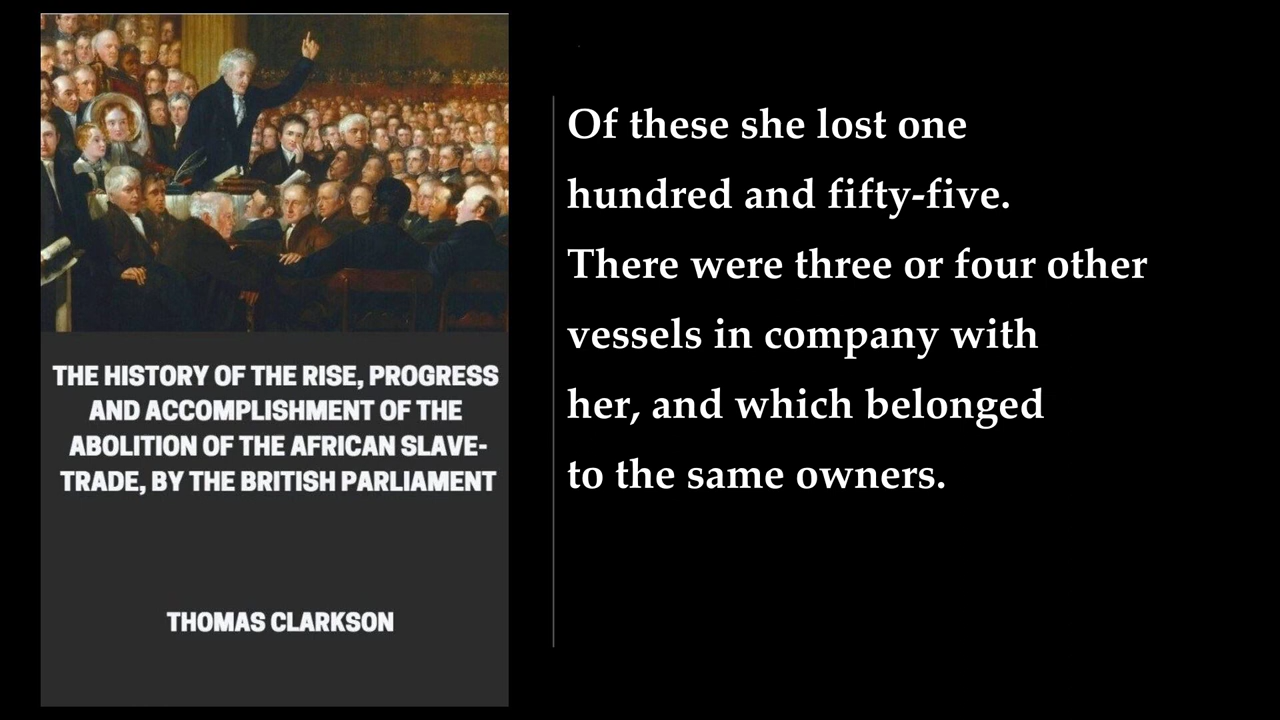 THE HISTORY OF THE RISE, PROGRESS
AND ACCOMPLISHMENT OF THE
ABOLITION OF THE AFRICAN SLAVE-
TRADE, BY THE BRITISH PARLIAMENT
THOMAS CLARKSON
Of these she lost one
hundred and fifty-five.
There were three or four other
vessels in company with
her, and which belonged
to the same owners.